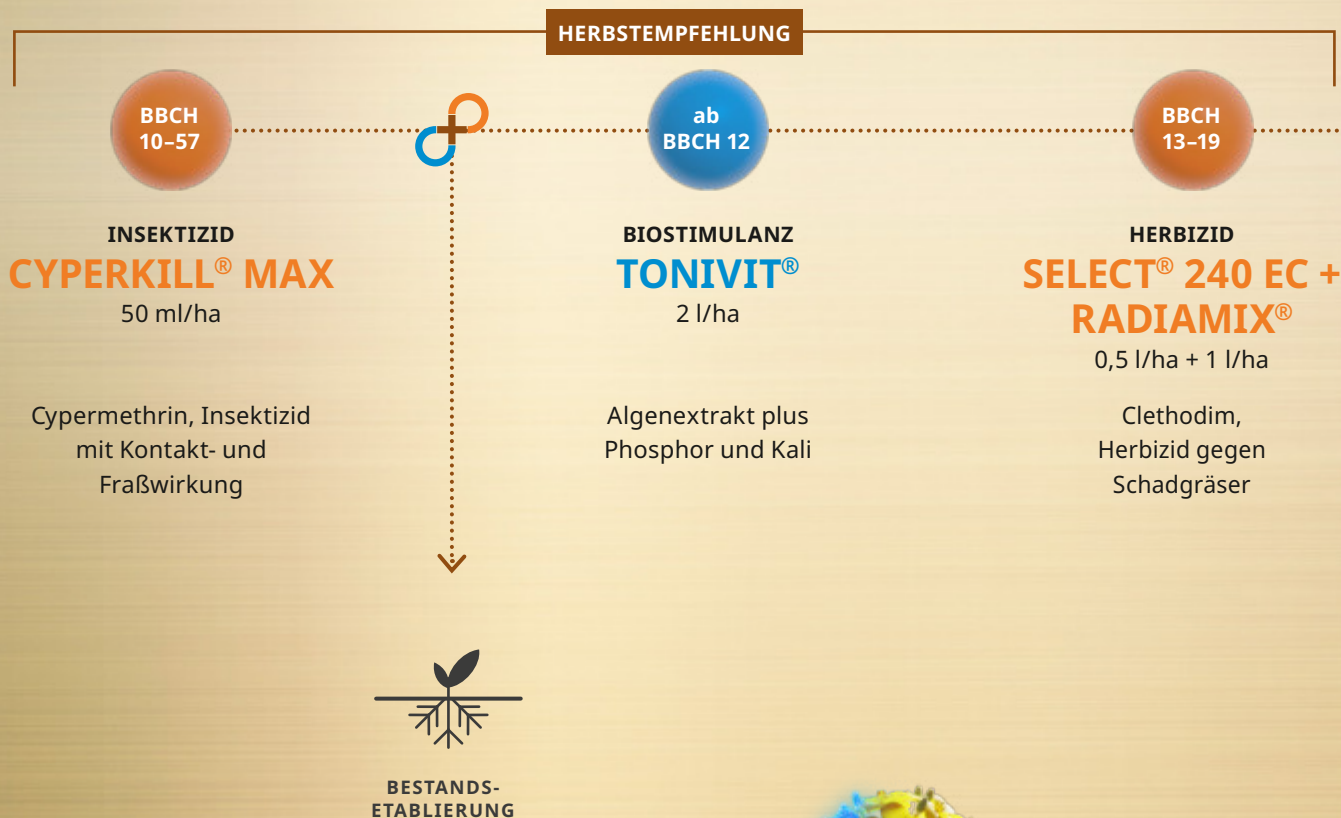 HERBSTEMPFEHLUNG
BBCH
10–57
ab
BBCH 12
BBCH
13–19
INSEKTIZID
CYPERKILL® MAX
50 ml/ha
Cypermethrin, Insektizid
mit Kontakt- und
Fraßwirkung
BIOSTIMULANZ
TONIVIT®
2 l/ha
Algenextrakt plus
Phosphor und Kali
HERBIZID
SELECT® 240 EC +
RADIAMIX®
0,5 l/ha + 1 l/ha
Clethodim,
Herbizid gegen
Schadgräser
BESTANDS-
ETABLIERUNG